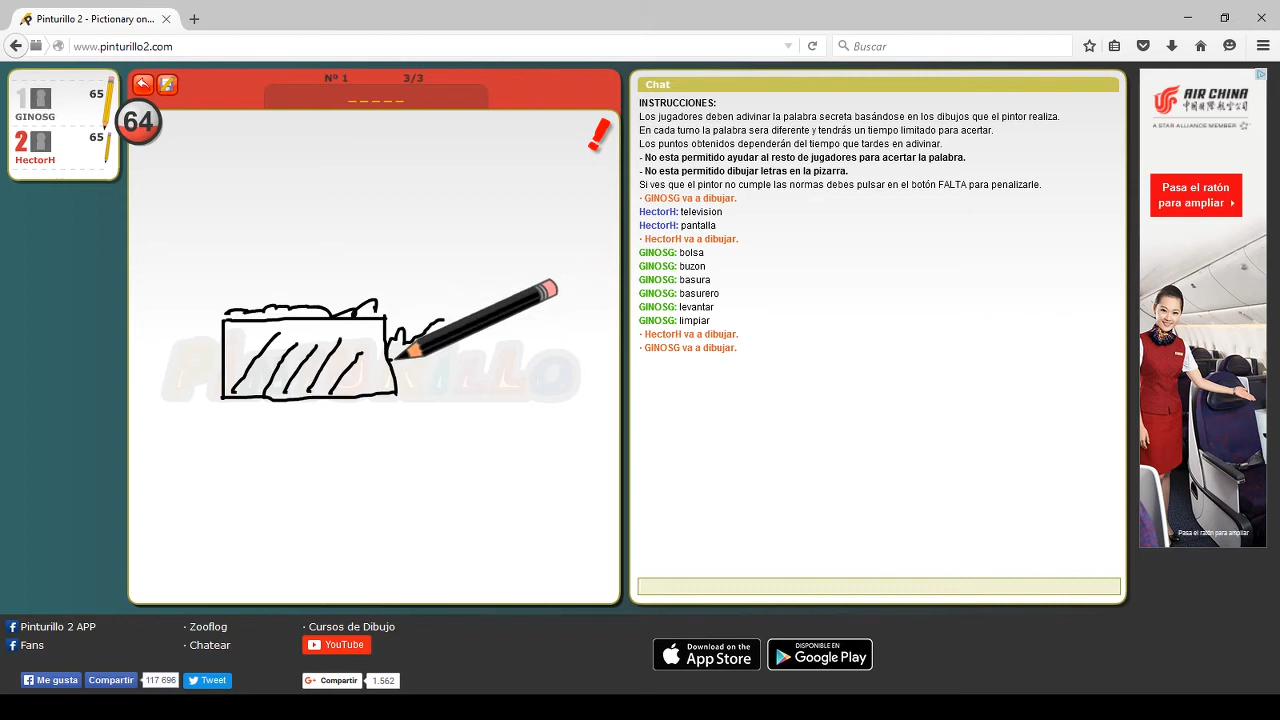 Pinturillo 2 - Pictionary on...
www.pinturillo2.com
Buscar
1
65
GINOSG
2
65
HectorH
64
Nº 1
3/3
_ _ _ _ _
Pinturillo
Chat
INSTRUCCIONES:
Los jugadores deben adivinar la palabra secreta basándose en los dibujos que el pintor realiza.
En cada turno la palabra sera diferente y tendrás un tiempo limitado para acertar.
Los puntos obtenidos dependerán del tiempo que tardes en adivinar.
- No esta permitido ayudar al resto de jugadores para acertar la palabra.
- No esta permitido dibujar letras en la pizarra.
Si ves que el pintor no cumple las normas debes pulsar en el botón FALTA para penalizarle.
· GINOSG va a dibujar.
HectorH: television
HectorH: pantalla
· HectorH va a dibujar.
GINOSG: bolsa
GINOSG: buzon
GINOSG: basura
GINOSG: basurero
GINOSG: levantar
GINOSG: limpiar
· HectorH va a dibujar.
· GINOSG va a dibujar.
AIR CHINA
中国国际航空公司
A STAR ALLIANCE MEMBER
Pasa el ratón
para ampliar
Pasa el ratón para ampliar
Pinturillo 2 APP
Fans
· Zooflog
· Chatear
· Cursos de Dibujo
YouTube
Me gusta
Compartir
117 696
Tweet
G+ Compartir
1.562
Download on the
App Store
DISPONIBLE EN
Google Play